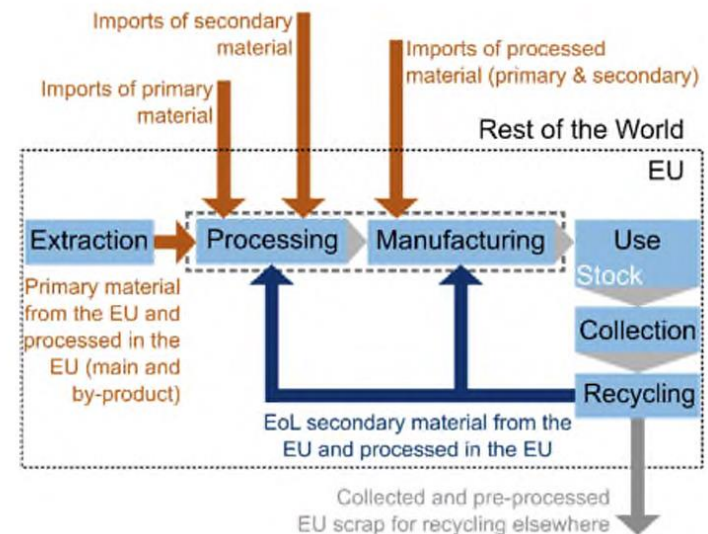 Imports of secondary
material
Imports of processed
material (primary & secondary)
Imports of primary
material
Rest of the World
EU
Extraction
Processing
Manufacturing
Use
Stock
Primary material
from the EU and
processed in the
EU (main and
by-product)
Collection
Recycling
EoL secondary material from the
EU and processed in the EU
Collected and pre-processed
EU scrap for recycling elsewhere